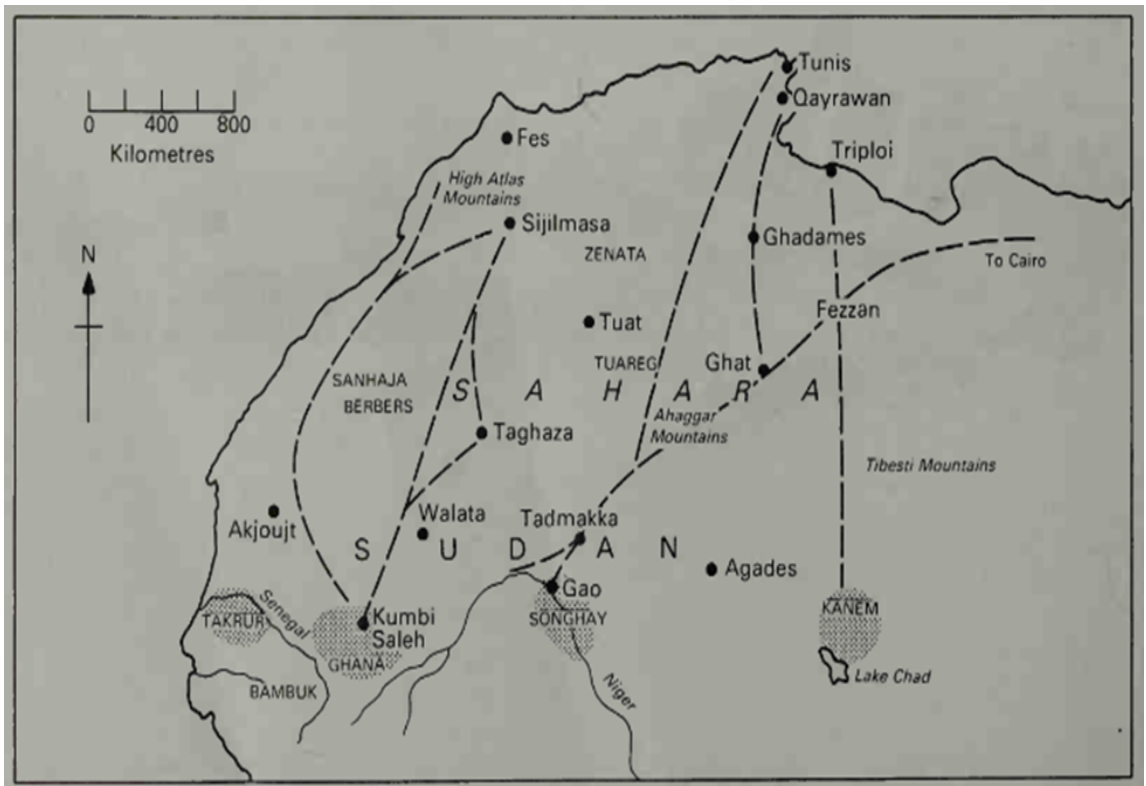 Tunis
Qayrawan
0 400 800
Kilometres
Fes
Triploi
High Atlas
Mountains
Sijilmasa
N
ZENATA
Ghadames
To Cairo
Fezzan
Tuat
TUAREG
Ghat
SANHAJA
BERBERS
S A H A R A
Ahaggar
Mountains
Taghaza
Tibesti Mountains
Akjoujt
Walata
Tadmakka
S U D A N
Agades
Gao
Senegal
TAKRUR
Kumbi
Saleh
SONGHAY
KANEM
GHANA
BAMBUK
Lake Chad
Niger